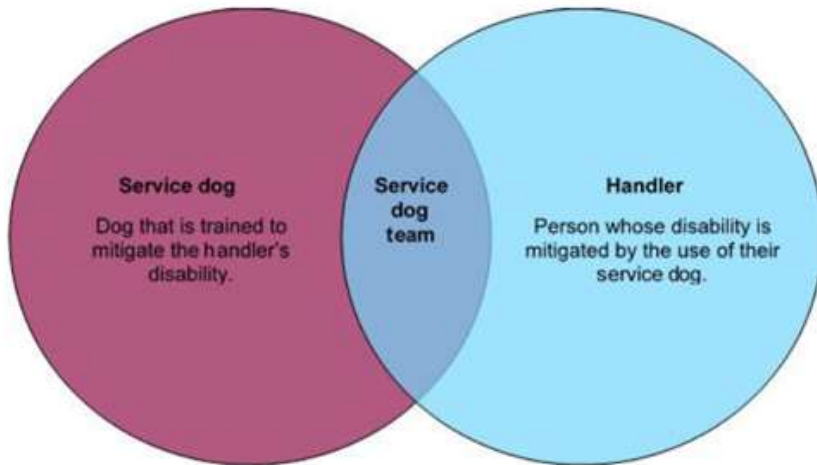 Service dog
Dog that is trained to
mitigate the handler's
disability.
Service
dog
team
Handler
Person whose disability is
mitigated by the use of their
service dog.